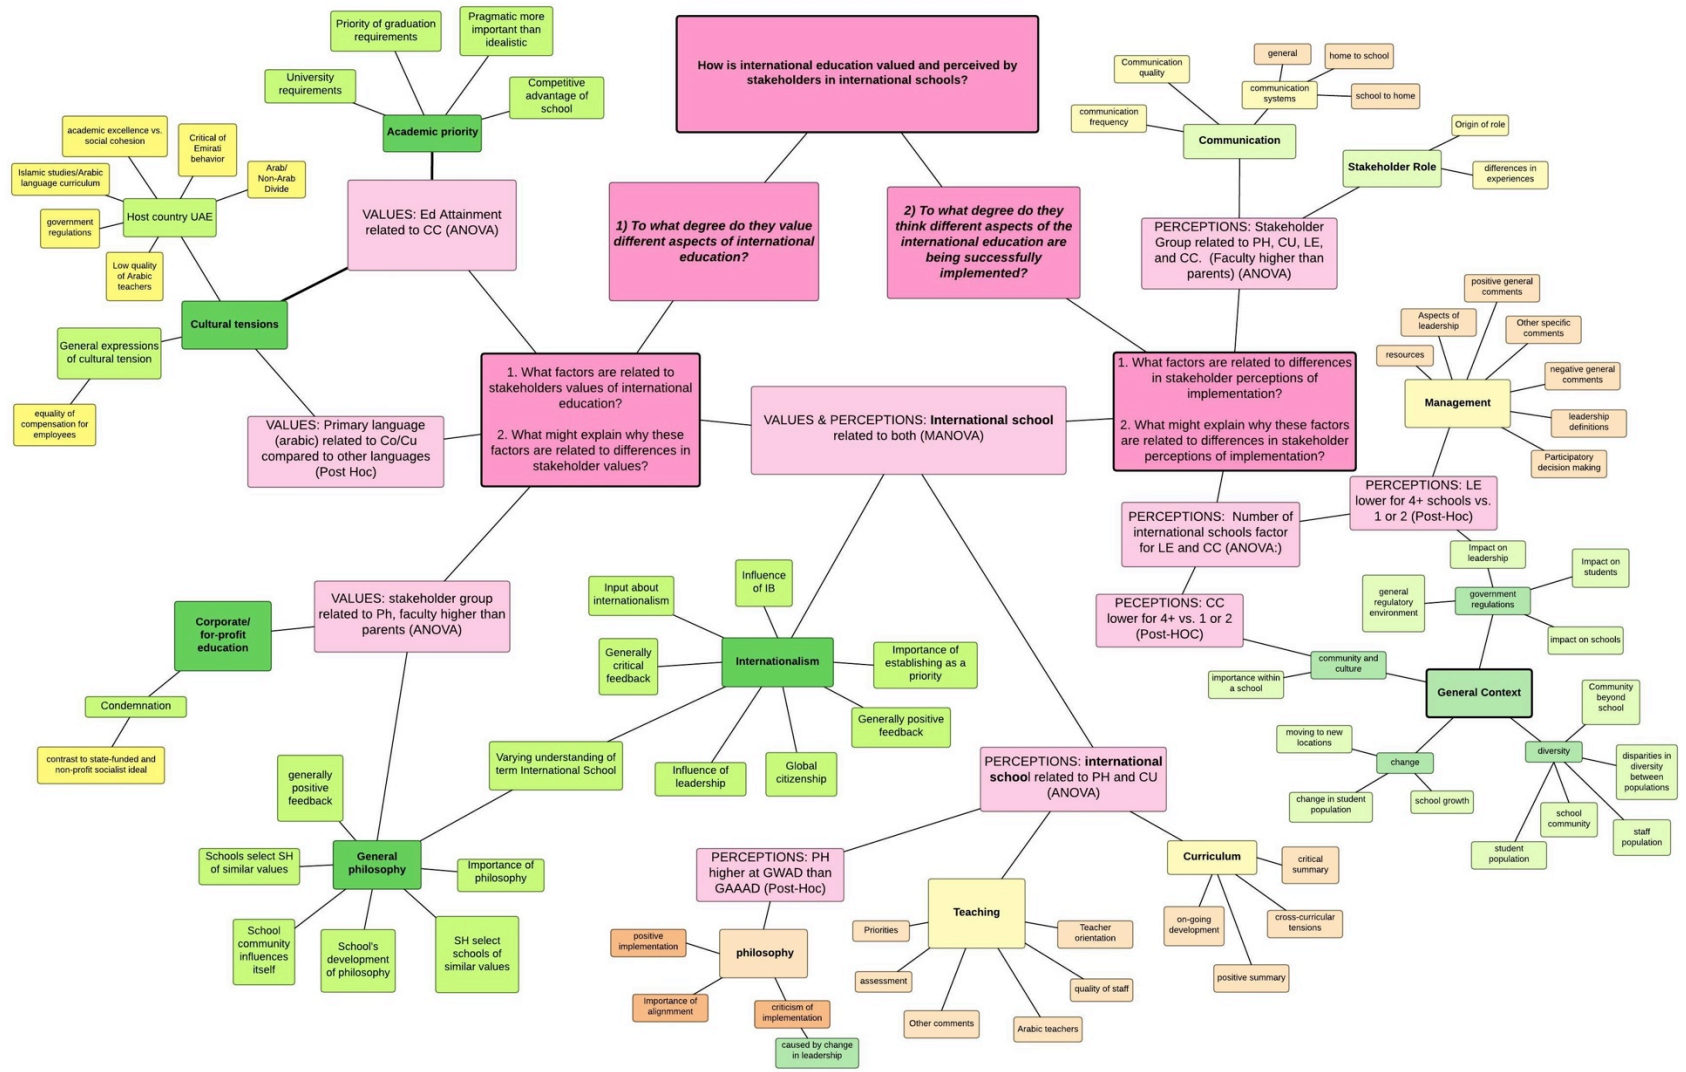 How is international education valued and perceived by
stakeholders in international schools?
1) To what degree do they value
different aspects of international
education?
2) To what degree do they
think different aspects of the
international education are
being successfully
implemented?
Priority of graduation
requirements
Pragmatic more
important than
idealistic
University
requirements
Competitive
advantage of
school
Academic priority
VALUES: Ed Attainment
related to CC (ANOVA)
academic excellence vs.
social cohesion
Critical of
Emirati
behavior
Islamic studies/Arabic
language curriculum
Arab/
Non-Arab
Divide
Host country UAE
government
regulations
Low quality
of Arabic
teachers
Cultural tensions
General expressions
of cultural tension
equality of
compensation for
employees
VALUES: Primary language
(arabic) related to Co/Cu
compared to other languages
(Post Hoc)
1. What factors are related to
stakeholders values of international
education?
2. What might explain why these
factors are related to differences in
stakeholder values?
VALUES & PERCEPTIONS: International school
related to both (MANOVA)
1. What factors are related to differences
in stakeholder perceptions of
implementation?
2. What might explain why these factors
are related to differences in stakeholder
perceptions of implementation?
Communication
quality
general
home to school
communication
systems
school to home
communication
frequency
Communication
Origin of role
Stakeholder Role
differences in
experiences
PERCEPTIONS: Stakeholder
Group related to PH, CU, LE,
and CC.  (Faculty higher than
parents) (ANOVA)
positive general
comments
Aspects of
leadership
Other specific
comments
resources
negative general
comments
Management
leadership
definitions
Participatory
decision making
PERCEPTIONS: LE
lower for 4+ schools vs.
1 or 2 (Post-Hoc)
PERCEPTIONS:  Number of
international schools factor
for LE and CC (ANOVA:)
PECEPTIONS: CC
lower for 4+ vs. 1 or 2
(Post-HOC)
Impact on
leadership
Impact on
students
general
regulatory
environment
government
regulations
impact on schools
community and
culture
importance within
a school
General Context
Community
beyond
school
moving to new
locations
change
diversity
disparities in
diversity
between
populations
change in student
population
school growth
school
community
staff
population
student
population
VALUES: stakeholder group
related to Ph, faculty higher than
parents (ANOVA)
Corporate/
for-profit
education
Condemnation
contrast to state-funded and
non-profit socialist ideal
Input about
internationalism
Influence
of IB
Generally
critical
feedback
Internationalism
Importance of
establishing as a
priority
Generally positive
feedback
Varying understanding of
term International School
Influence of
leadership
Global
citizenship
generally
positive
feedback
Schools select SH
of similar values
General
philosophy
Importance of
philosophy
School
community
influences
itself
School's
development
of philosophy
SH select
schools of
similar values
PERCEPTIONS: international
school related to PH and CU
(ANOVA)
PERCEPTIONS: PH
higher at GWAD than
GAAAD (Post-Hoc)
positive
implementation
philosophy
Importance of
alignmment
criticism of
implementation
caused by change
in leadership
Teaching
Priorities
Teacher
orientation
assessment
quality of staff
Other comments
Arabic teachers
Curriculum
critical
summary
on-going
development
cross-curricular
tensions
positive summary